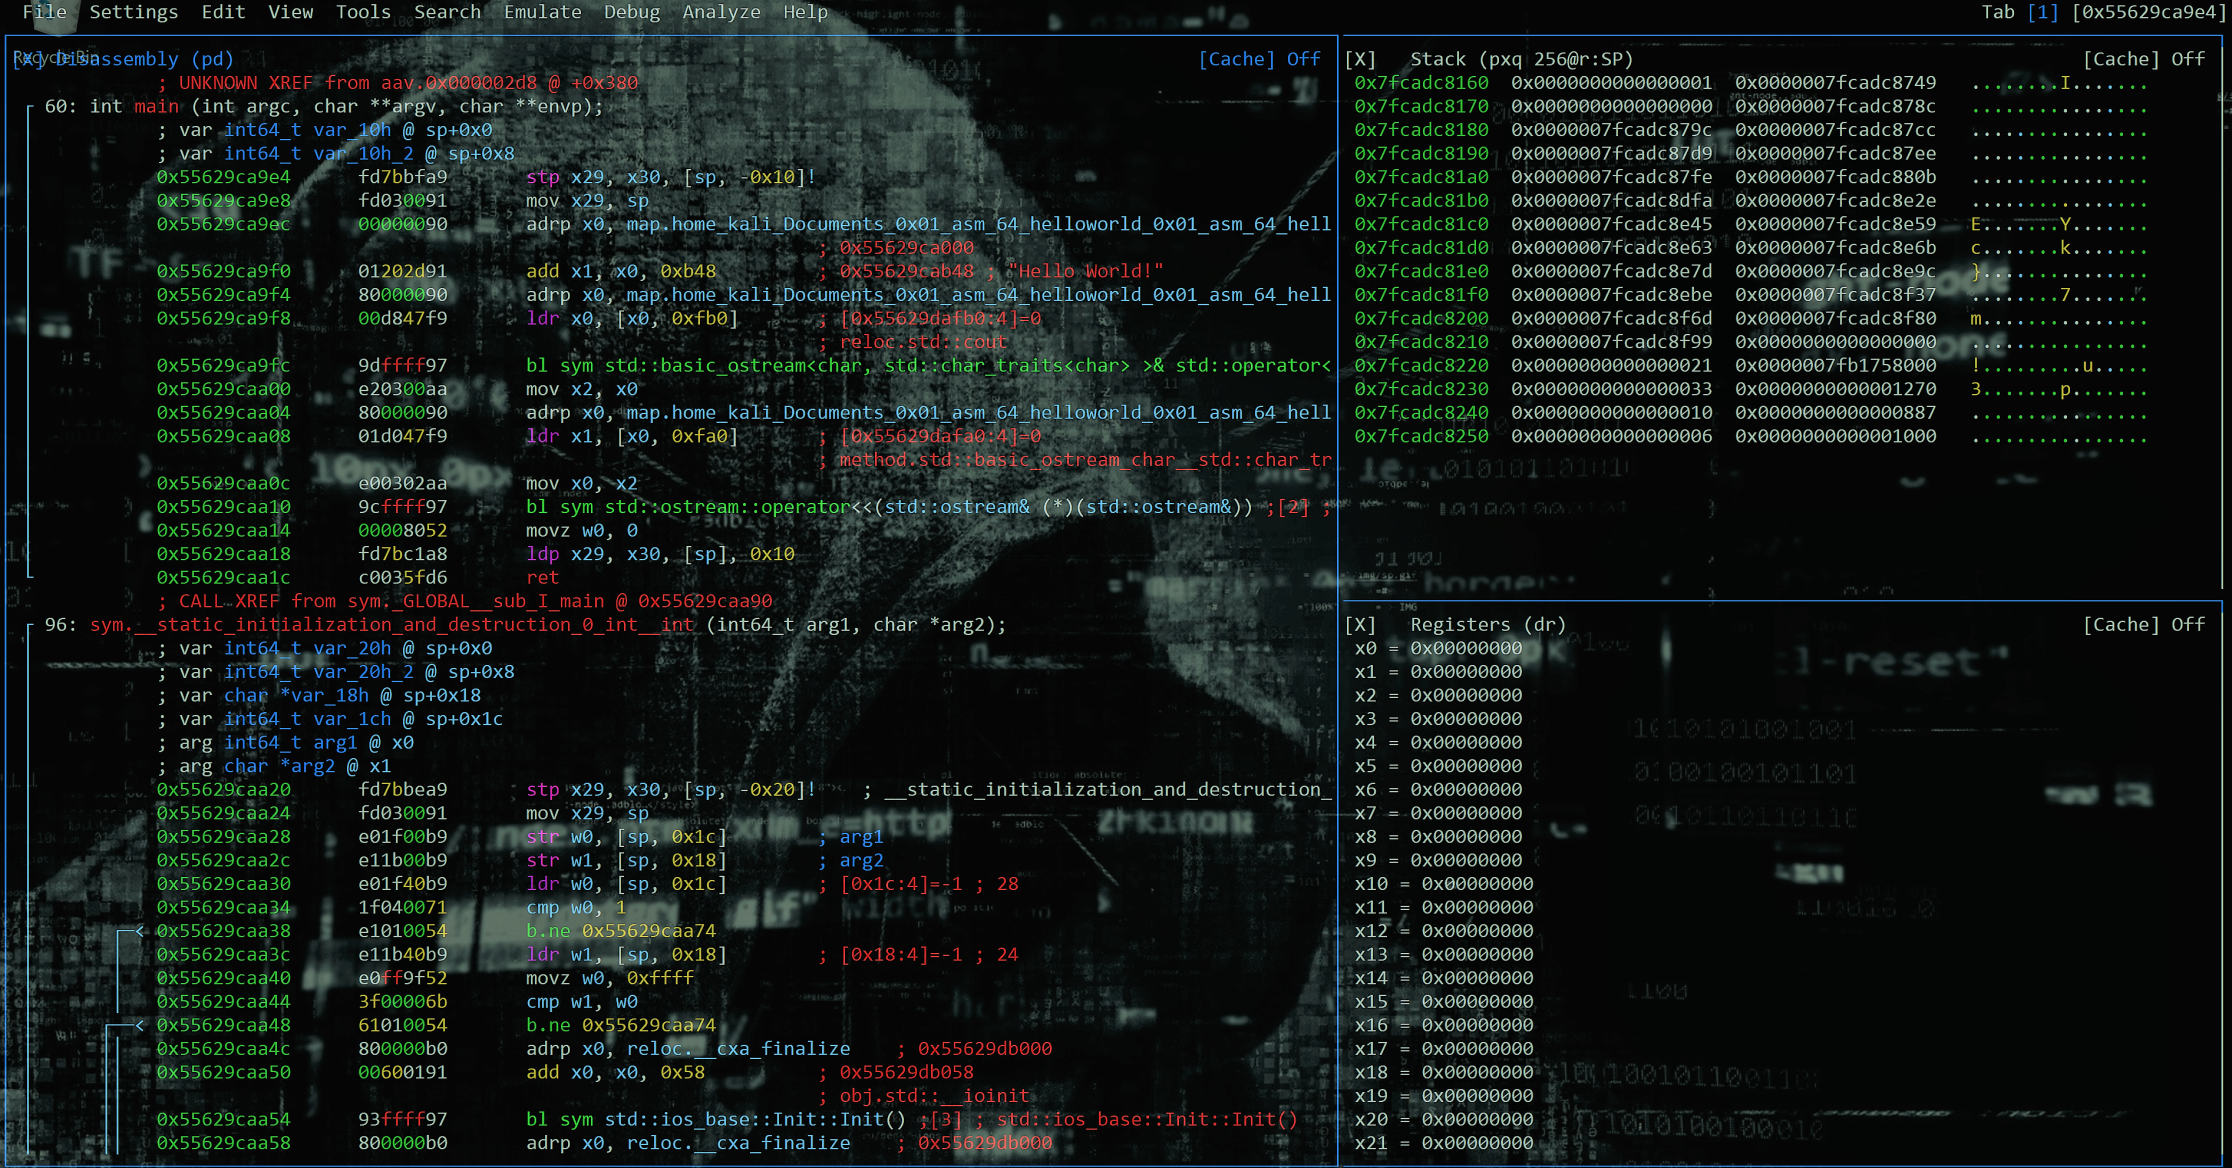 File Settings Edit View Tools Search Emulate Debug Analyze Help
Tab [1] [0x55629ca9e4]
Recycle Bin
[X] Disassembly (pd) [Cache] Off
; UNKNOWN XREF from aav.0x000002d8 @ +0x380
60: int main (int argc, char **argv, char **envp);
; var int64_t var_10h @ sp+0x0
; var int64_t var_10h_2 @ sp+0x8
0x55629ca9e4 fd7bbfa9 stp x29, x30, [sp, -0x10]!
0x55629ca9e8 fd030091 mov x29, sp
0x55629ca9ec 00000090 adrp x0, map.home_kali_Documents_0x01_asm_64_helloworld_0x01_asm_64_hell
; 0x55629ca000
0x55629ca9f0 01202d91 add x1, x0, 0xb48 ; 0x55629cab48 ; "Hello World!"
0x55629ca9f4 80000090 adrp x0, map.home_kali_Documents_0x01_asm_64_helloworld_0x01_asm_64_hell
0x55629ca9f8 00d847f9 ldr x0, [x0, 0xfb0] ; [0x55629dafb0:4]=0
; reloc.std::cout
0x55629ca9fc 9dffff97 bl sym std::basic_ostream<char, std::char_traits<char> >& std::operator<
0x55629caa00 e20300aa mov x2, x0
0x55629caa04 80000090 adrp x0, map.home_kali_Documents_0x01_asm_64_helloworld_0x01_asm_64_hell
0x55629caa08 01d047f9 ldr x1, [x0, 0xfa0] ; [0x55629dafa0:4]=0
; method.std::basic_ostream_char__std::char_tr
0x55629caa0c e00302aa mov x0, x2
0x55629caa10 9cffff97 bl sym std::ostream::operator<<(std::ostream& (*)(std::ostream&)) ;[2] ;
0x55629caa14 00008052 movz w0, 0
0x55629caa18 fd7bc1a8 ldp x29, x30, [sp], 0x10
0x55629caa1c c0035fd6 ret
; CALL XREF from sym._GLOBAL__sub_I_main @ 0x55629caa90
96: sym.__static_initialization_and_destruction_0_int__int (int64_t arg1, char *arg2);
; var int64_t var_20h @ sp+0x0
; var int64_t var_20h_2 @ sp+0x8
; var char *var_18h @ sp+0x18
; var int64_t var_1ch @ sp+0x1c
; arg int64_t arg1 @ x0
; arg char *arg2 @ x1
0x55629caa20 fd7bbea9 stp x29, x30, [sp, -0x20]! ; __static_initialization_and_destruction_
0x55629caa24 fd030091 mov x29, sp
0x55629caa28 e01f00b9 str w0, [sp, 0x1c] ; arg1
0x55629caa2c e11b00b9 str w1, [sp, 0x18] ; arg2
0x55629caa30 e01f40b9 ldr w0, [sp, 0x1c] ; [0x1c:4]=-1 ; 28
0x55629caa34 1f040071 cmp w0, 1
0x55629caa38 e1010054 b.ne 0x55629caa74
0x55629caa3c e11b40b9 ldr w1, [sp, 0x18] ; [0x18:4]=-1 ; 24
0x55629caa40 e0ff9f52 movz w0, 0xffff
0x55629caa44 3f00006b cmp w1, w0
0x55629caa48 61010054 b.ne 0x55629caa74
0x55629caa4c 800000b0 adrp x0, reloc.__cxa_finalize ; 0x55629db000
0x55629caa50 00600191 add x0, x0, 0x58 ; 0x55629db058
; obj.std::__ioinit
0x55629caa54 93ffff97 bl sym std::ios_base::Init::Init() ;[3] ; std::ios_base::Init::Init()
0x55629caa58 800000b0 adrp x0, reloc.__cxa_finalize ; 0x55629db000
[X] Stack (pxq 256@r:SP) [Cache] Off
0x7fcadc8160 0x0000000000000001 0x0000007fcadc8749 ........I.......
0x7fcadc8170 0x0000000000000000 0x0000007fcadc878c ................
0x7fcadc8180 0x0000007fcadc879c 0x0000007fcadc87cc ................
0x7fcadc8190 0x0000007fcadc87d9 0x0000007fcadc87ee ................
0x7fcadc81a0 0x0000007fcadc87fe 0x0000007fcadc880b ................
0x7fcadc81b0 0x0000007fcadc8dfa 0x0000007fcadc8e2e ................
0x7fcadc81c0 0x0000007fcadc8e45 0x0000007fcadc8e59 E.......Y.......
0x7fcadc81d0 0x0000007fcadc8e63 0x0000007fcadc8e6b c.......k.......
0x7fcadc81e0 0x0000007fcadc8e7d 0x0000007fcadc8e9c }...............
0x7fcadc81f0 0x0000007fcadc8ebe 0x0000007fcadc8f37 ........7.......
0x7fcadc8200 0x0000007fcadc8f6d 0x0000007fcadc8f80 m...............
0x7fcadc8210 0x0000007fcadc8f99 0x0000000000000000 ................
0x7fcadc8220 0x0000000000000021 0x0000007fb1758000 !.........u.....
0x7fcadc8230 0x0000000000000033 0x0000000000001270 3.......p.......
0x7fcadc8240 0x0000000000000010 0x0000000000000887 ................
0x7fcadc8250 0x0000000000000006 0x0000000000001000 ................
[X] Registers (dr) [Cache] Off
x0 = 0x00000000
x1 = 0x00000000
x2 = 0x00000000
x3 = 0x00000000
x4 = 0x00000000
x5 = 0x00000000
x6 = 0x00000000
x7 = 0x00000000
x8 = 0x00000000
x9 = 0x00000000
x10 = 0x00000000
x11 = 0x00000000
x12 = 0x00000000
x13 = 0x00000000
x14 = 0x00000000
x15 = 0x00000000
x16 = 0x00000000
x17 = 0x00000000
x18 = 0x00000000
x19 = 0x00000000
x20 = 0x00000000
x21 = 0x00000000